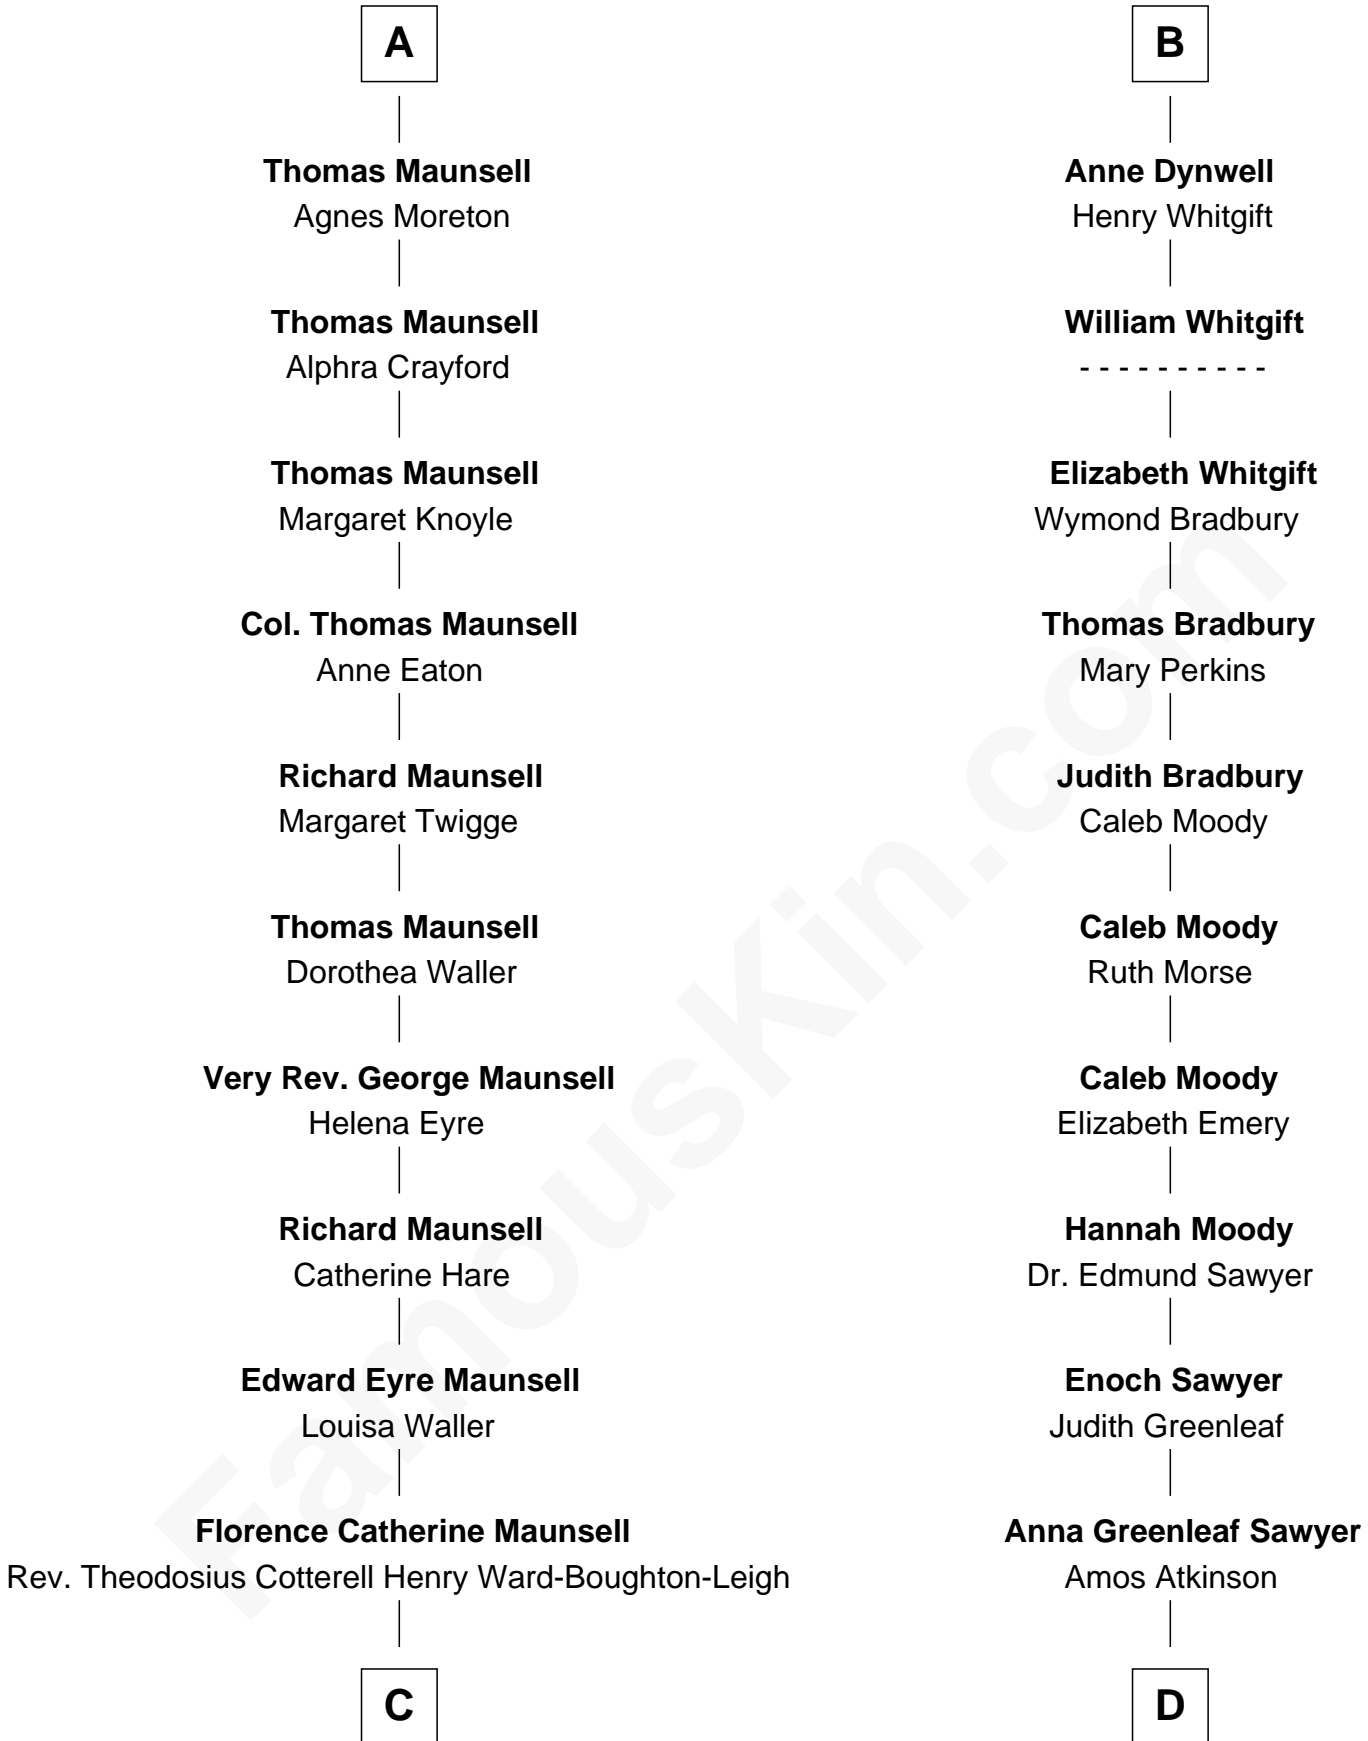 A
Thomas Maunsell
Agnes Moreton
Thomas Maunsell
Alphra Crayford
Thomas Maunsell
Margaret Knoyle
Col. Thomas Maunsell
Anne Eaton
Richard Maunsell
Margaret Twigge
Thomas Maunsell
Dorothea Waller
Very Rev. George Maunsell
Helena Eyre
Richard Maunsell
Catherine Hare
Edward Eyre Maunsell
Louisa Waller
Florence Catherine Maunsell
Rev. Theodosius Cotterell Henry Ward-Boughton-Leigh
C
B
Anne Dynwell
Henry Whitgift
William Whitgift
- - - - - - - - - -
Elizabeth Whitgift
Wymond Bradbury
Thomas Bradbury
Mary Perkins
Judith Bradbury
Caleb Moody
Caleb Moody
Ruth Morse
Caleb Moody
Elizabeth Emery
Hannah Moody
Dr. Edmund Sawyer
Enoch Sawyer
Judith Greenleaf
Anna Greenleaf Sawyer
Amos Atkinson
D
FamousKin.com